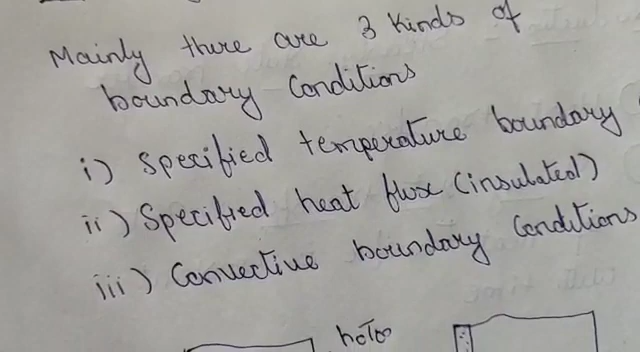 Mainly there are 3 kinds of
boundary Conditions
i) Specified temperature boundary
ii) Specified heat flux (insulated)
iii) Convective boundary Conditions